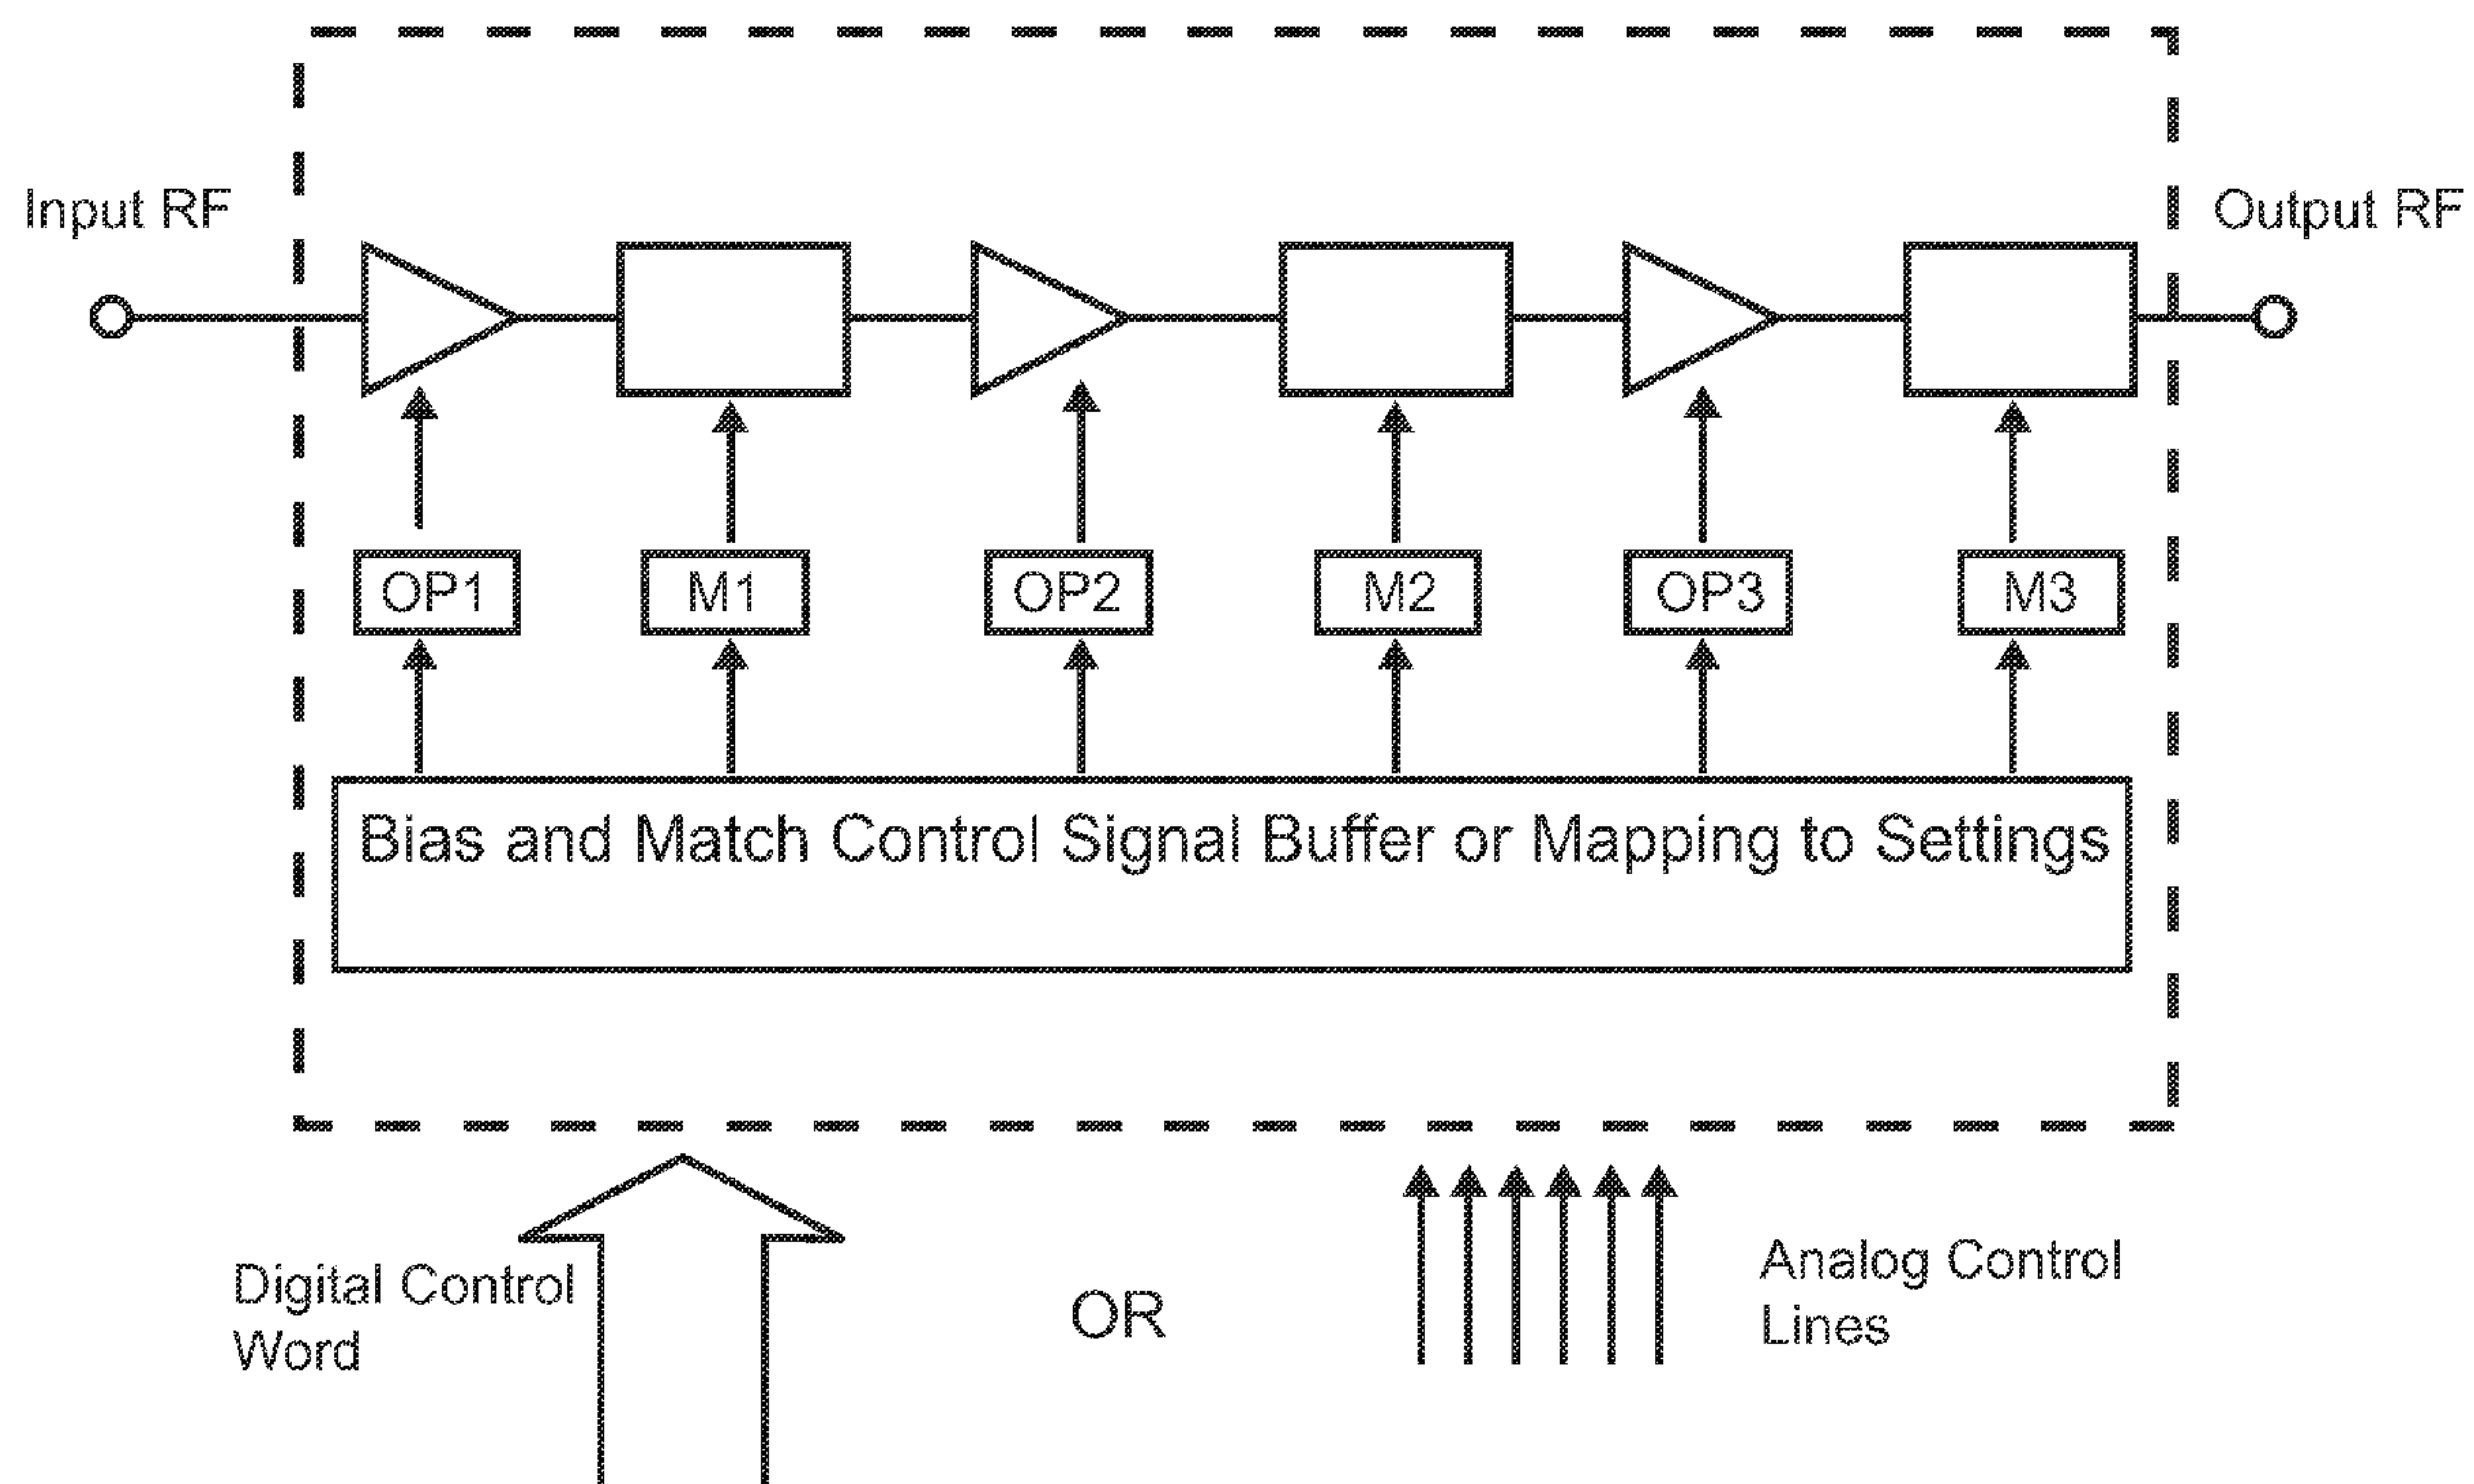 Input RF
Output RF
OP1
M1
OP2
M2
OP3
M3
Bias and Match Control Signal Buffer or Mapping to Settings
Digital Control
Word
OR
Analog Control
Lines